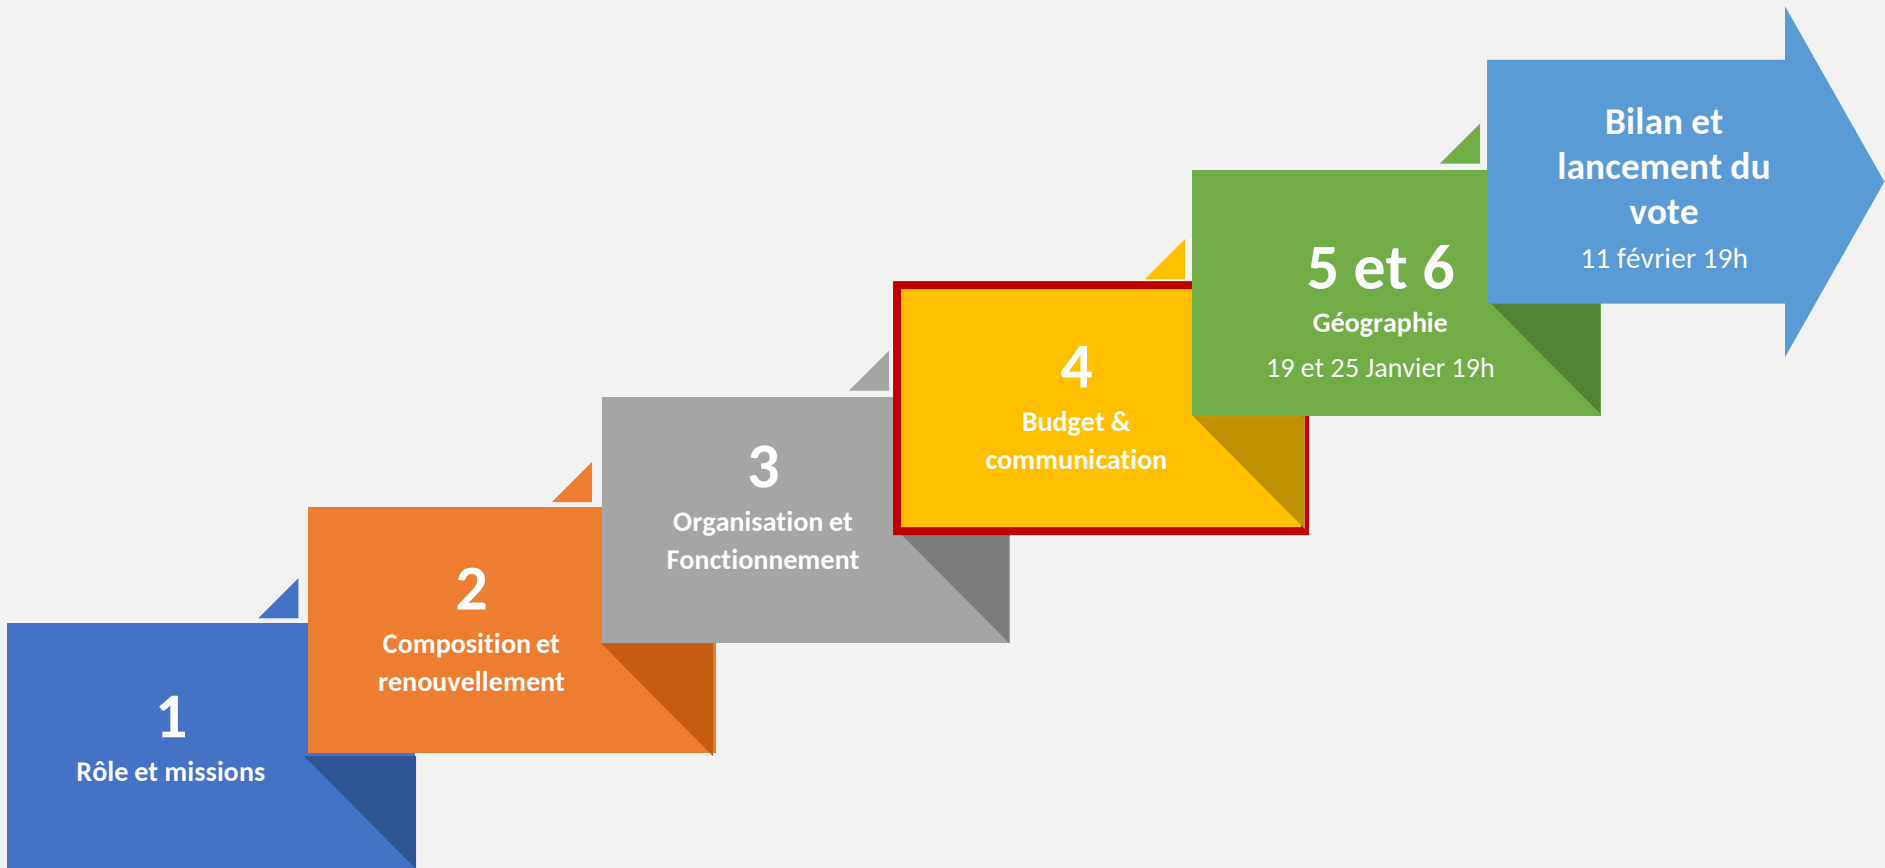 1
Rôle et missions
2
Composition et
renouvellement
3
Organisation et
Fonctionnement
4
Budget &
communication
5 et 6
Géographie
19 et 25 Janvier 19h
Bilan et
lancement du
vote
11 février 19h